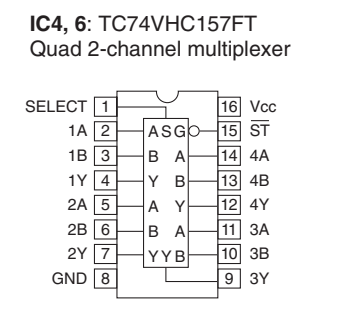 IC4, 6: TC74VHC157FT
Quad 2-channel multiplexer
SELECT 1 16 Vcc
1A 2 A S G 15 ST
1B 3 B A 14 4A
1Y 4 Y B 13 4B
2A 5 A Y 12 4Y
2B 6 B A 11 3A
2Y 7 Y Y B 10 3B
GND 8 9 3Y